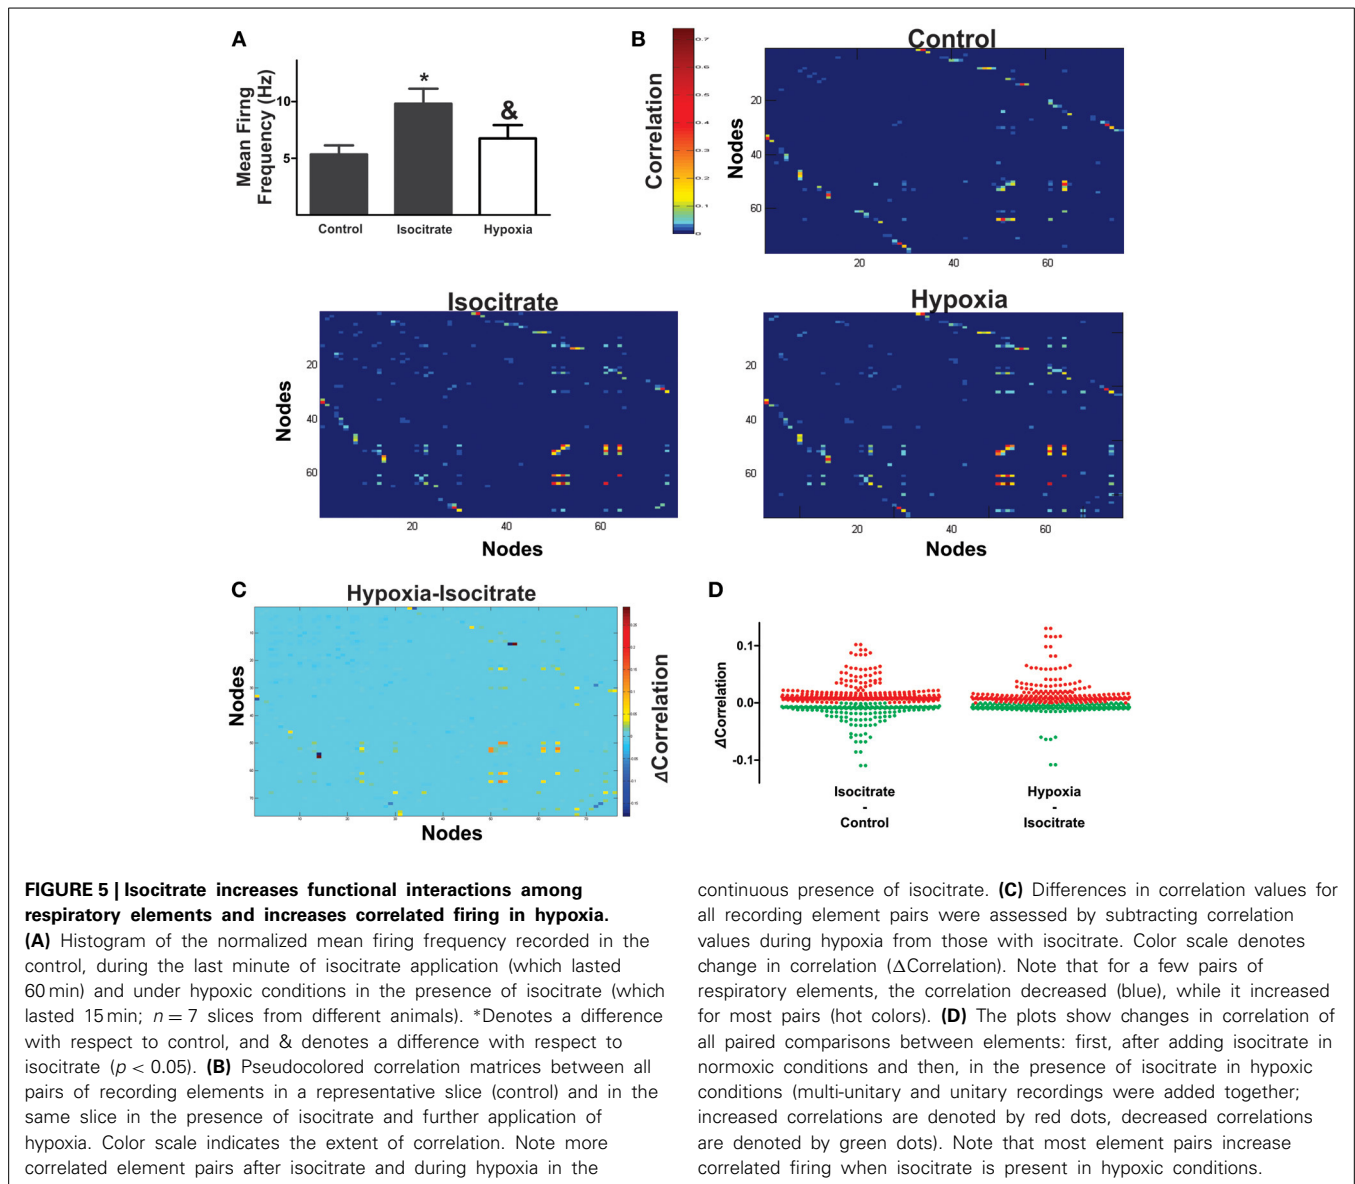 A
Mean Firng
Frequency (Hz)
10
5
*
&
Control
Isocitrate
Hypoxia
B
Correlation
0.7
0.6
0.5
0.4
0.3
0.2
0.1
0
Control
Nodes
20
40
60
20
40
60
Isocitrate
Nodes
20
40
60
20
40
60
Nodes
Hypoxia
20
40
60
20
40
60
Nodes
C
Hypoxia-Isocitrate
Nodes
Nodes
ΔCorrelation
D
ΔCorrelation
0.1
0.0
-0.1
Isocitrate
-
Control
Hypoxia
-
Isocitrate
FIGURE 5 | Isocitrate increases functional interactions among
respiratory elements and increases correlated firing in hypoxia.
(A) Histogram of the normalized mean firing frequency recorded in the
control, during the last minute of isocitrate application (which lasted
60 min) and under hypoxic conditions in the presence of isocitrate (which
lasted 15 min; n = 7 slices from different animals). *Denotes a difference
with respect to control, and & denotes a difference with respect to
isocitrate (p < 0.05). (B) Pseudocolored correlation matrices between all
pairs of recording elements in a representative slice (control) and in the
same slice in the presence of isocitrate and further application of
hypoxia. Color scale indicates the extent of correlation. Note more
correlated element pairs after isocitrate and during hypoxia in the
continuous presence of isocitrate. (C) Differences in correlation values for
all recording element pairs were assessed by subtracting correlation
values during hypoxia from those with isocitrate. Color scale denotes
change in correlation (ΔCorrelation). Note that for a few pairs of
respiratory elements, the correlation decreased (blue), while it increased
for most pairs (hot colors). (D) The plots show changes in correlation of
all paired comparisons between elements: first, after adding isocitrate in
normoxic conditions and then, in the presence of isocitrate in hypoxic
conditions (multi-unitary and unitary recordings were added together;
increased correlations are denoted by red dots, decreased correlations
are denoted by green dots). Note that most element pairs increase
correlated firing when isocitrate is present in hypoxic conditions.